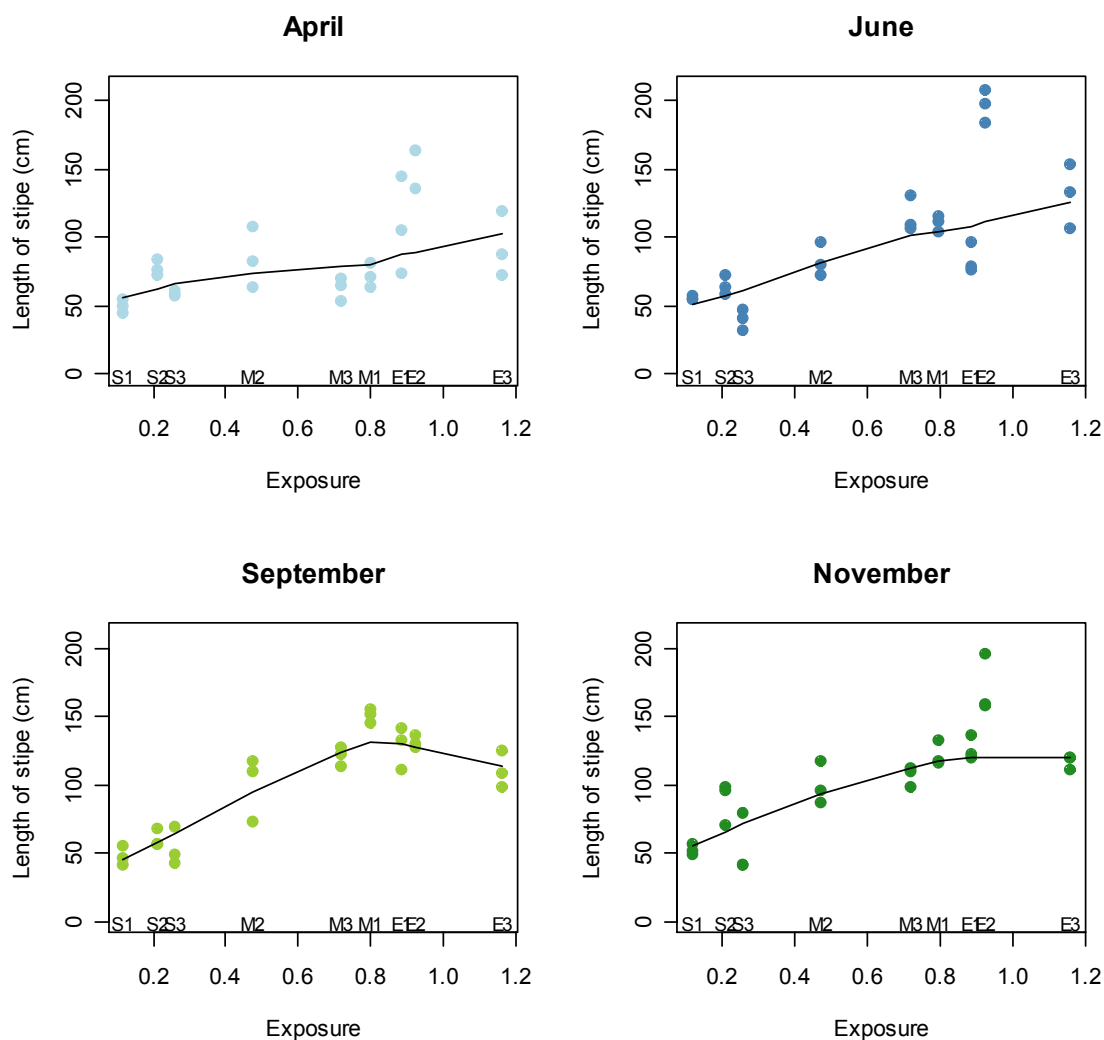 April
Length of stipe (cm)
0
50
100
150
200
S1 S2 S3 M2 M3 M1 E1 E2 E3
0.2 0.4 0.6 0.8 1.0 1.2
Exposure
June
Length of stipe (cm)
0
50
100
150
200
S1 S2 S3 M2 M3 M1 E1 E2 E3
0.2 0.4 0.6 0.8 1.0 1.2
Exposure
September
Length of stipe (cm)
0
50
100
150
200
S1 S2 S3 M2 M3 M1 E1 E2 E3
0.2 0.4 0.6 0.8 1.0 1.2
Exposure
November
Length of stipe (cm)
0
50
100
150
200
S1 S2 S3 M2 M3 M1 E1 E2 E3
0.2 0.4 0.6 0.8 1.0 1.2
Exposure